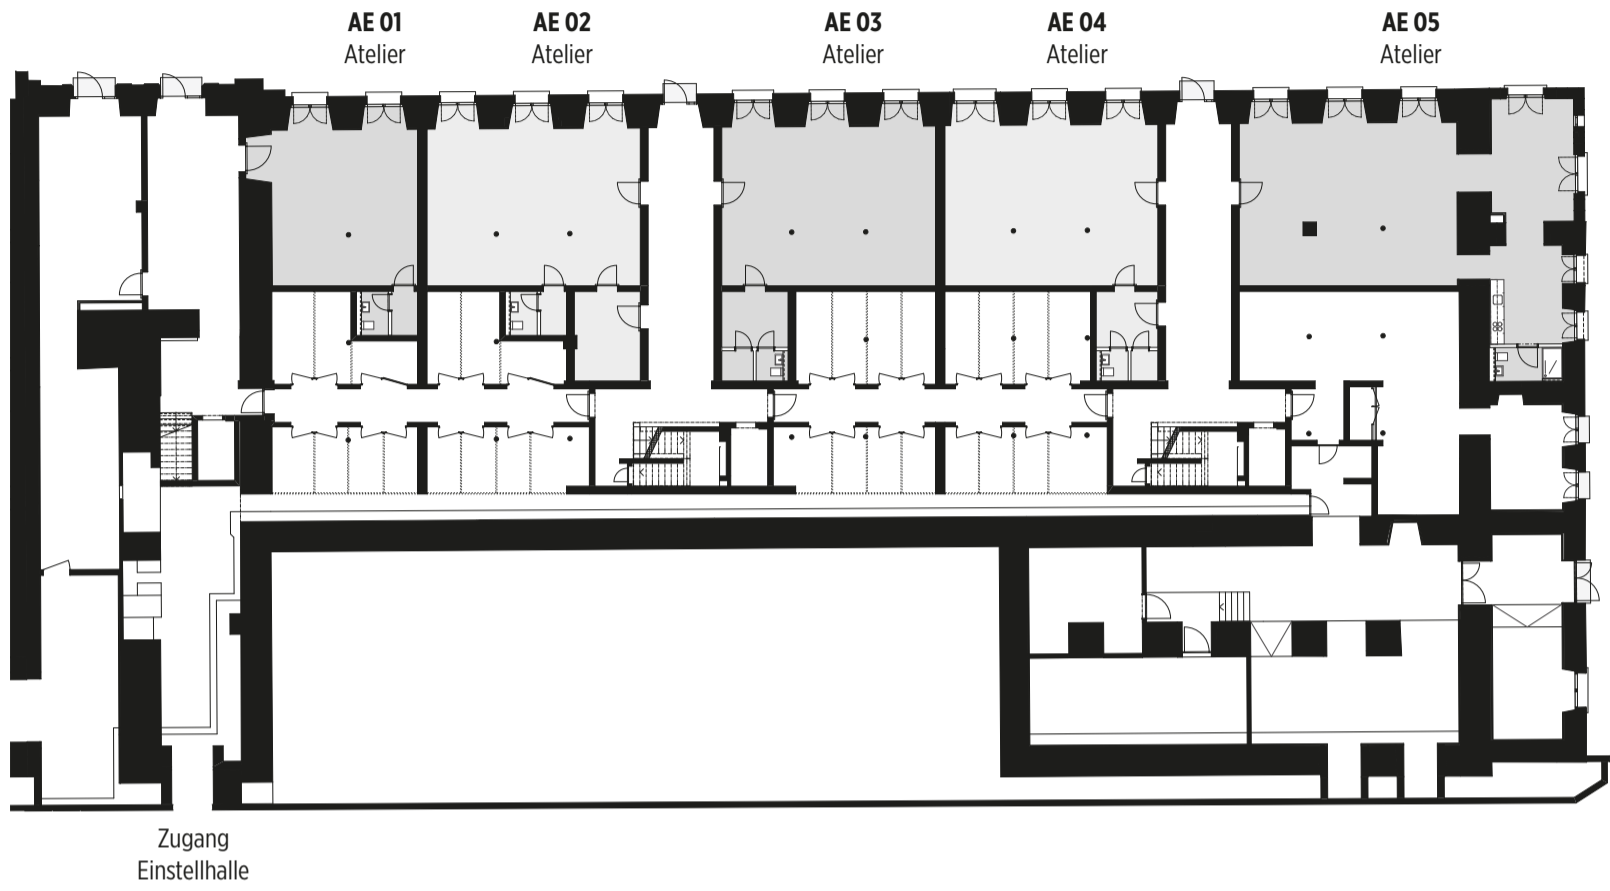 AE 01
Atelier
AE 02
Atelier
AE 03
Atelier
AE 04
Atelier
AE 05
Atelier
Zugang
Einstellhalle